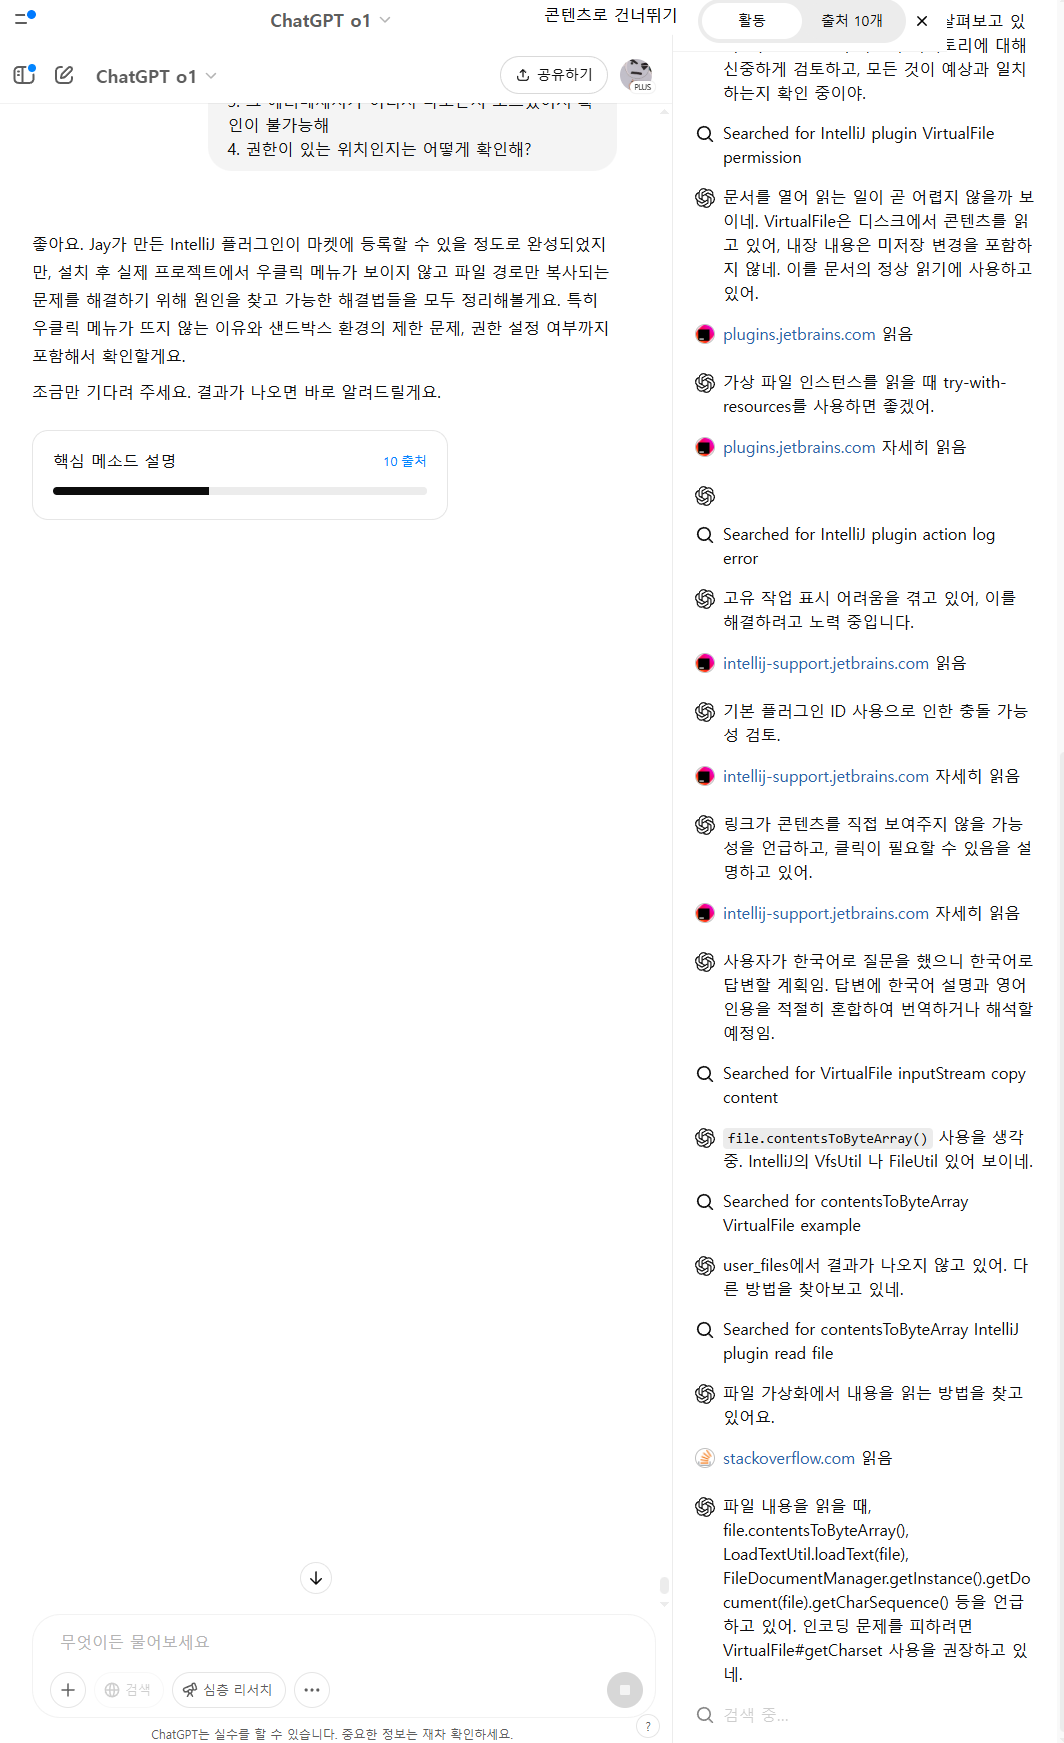 ChatGPT o1
콘텐츠로 건너뛰기
ChatGPT o1
공유하기
PLUS
인이 불가능해
4. 권한이 있는 위치인지는 어떻게 확인해?
좋아요. Jay가 만든 IntelliJ 플러그인이 마켓에 등록할 수 있을 정도로 완성되었지
만, 설치 후 실제 프로젝트에서 우클릭 메뉴가 보이지 않고 파일 경로만 복사되는
문제를 해결하기 위해 원인을 찾고 가능한 해결법들을 모두 정리해볼게요. 특히
우클릭 메뉴가 뜨지 않는 이유와 샌드박스 환경의 제한 문제, 권한 설정 여부까지
포함해서 확인할게요.
조금만 기다려 주세요. 결과가 나오면 바로 알려드릴게요.
핵심 메소드 설명
10 출처
무엇이든 물어보세요
검색
심층 리서치
ChatGPT는 실수를 할 수 있습니다. 중요한 정보는 재차 확인하세요.
?
활동
출처 10개
살펴보고 있
토리에 대해
신중하게 검토하고, 모든 것이 예상과 일치
하는지 확인 중이야.
Searched for IntelliJ plugin VirtualFile
permission
문서를 열어 읽는 일이 곧 어렵지 않을까 보
이네. VirtualFile은 디스크에서 콘텐츠를 읽
고 있어, 내장 내용은 미저장 변경을 포함하
지 않네. 이를 문서의 정상 읽기에 사용하고
있어.
plugins.jetbrains.com 읽음
가상 파일 인스턴스를 읽을 때 try-with-
resources를 사용하면 좋겠어.
plugins.jetbrains.com 자세히 읽음
Searched for IntelliJ plugin action log
error
고유 작업 표시 어려움을 겪고 있어, 이를
해결하려고 노력 중입니다.
intellij-support.jetbrains.com 읽음
기본 플러그인 ID 사용으로 인한 충돌 가능
성 검토.
intellij-support.jetbrains.com 자세히 읽음
링크가 콘텐츠를 직접 보여주지 않을 가능
성을 언급하고, 클릭이 필요할 수 있음을 설
명하고 있어.
intellij-support.jetbrains.com 자세히 읽음
사용자가 한국어로 질문을 했으니 한국어로
답변할 계획임. 답변에 한국어 설명과 영어
인용을 적절히 혼합하여 번역하거나 해석할
예정임.
Searched for VirtualFile inputStream copy
content
file.contentsToByteArray() 사용을 생각
중. IntelliJ의 VfsUtil 나 FileUtil 있어 보이네.
Searched for contentsToByteArray
VirtualFile example
user_files에서 결과가 나오지 않고 있어. 다
른 방법을 찾아보고 있네.
Searched for contentsToByteArray IntelliJ
plugin read file
파일 가상화에서 내용을 읽는 방법을 찾고
있어요.
stackoverflow.com 읽음
파일 내용을 읽을 때,
file.contentsToByteArray(),
LoadTextUtil.loadText(file),
FileDocumentManager.getInstance().getDo
cument(file).getCharSequence() 등을 언급
하고 있어. 인코딩 문제를 피하려면
VirtualFile#getCharset 사용을 권장하고 있
네.
검색 중...